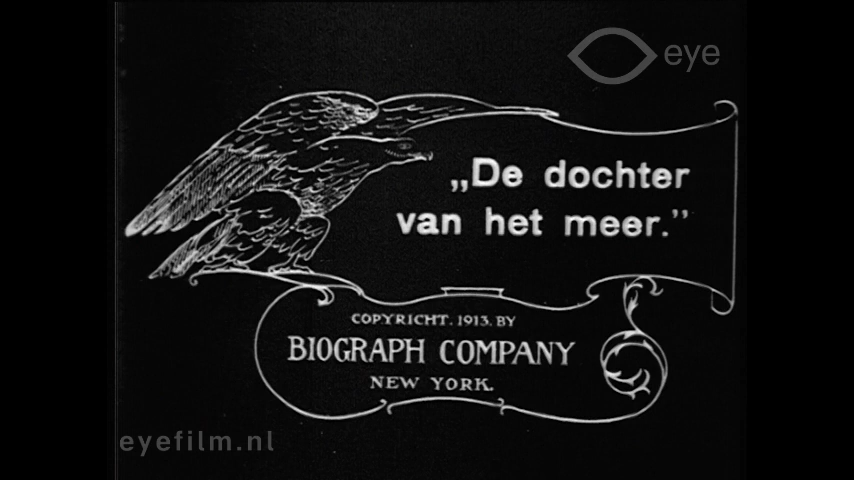 eye
„De dochter
van het meer.”
COPYRICHT. 1913. BY
BIOGRAPH COMPANY
NEW YORK.
eyefilm.nl